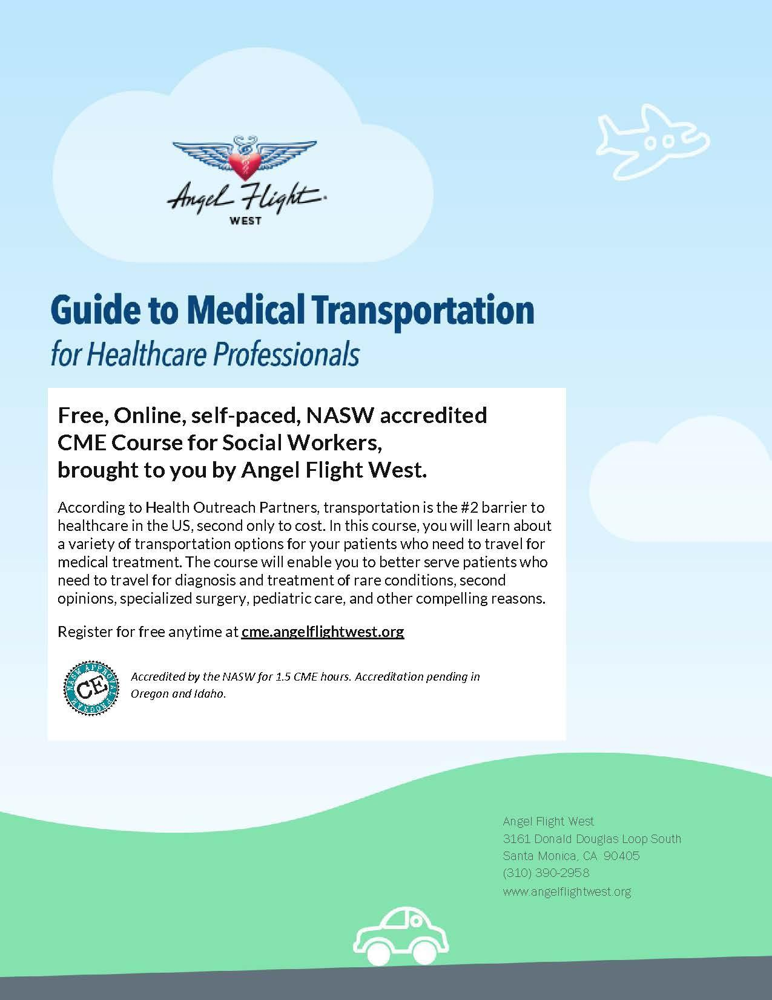 Angel Flight
WEST
Guide to Medical Transportation
for Healthcare Professionals
Free, Online, self-paced, NASW accredited
CME Course for Social Workers,
brought to you by Angel Flight West.
According to Health Outreach Partners, transportation is the #2 barrier to
healthcare in the US, second only to cost. In this course, you will learn about
a variety of transportation options for your patients who need to travel for
medical treatment. The course will enable you to better serve patients who
need to travel for diagnosis and treatment of rare conditions, second
opinions, specialized surgery, pediatric care, and other compelling reasons.
Register for free anytime at cme.angelflightwest.org
NASW APPROVAL PROGRAM
CE
Accredited by the NASW for 1.5 CME hours. Accreditation pending in
Oregon and Idaho.
Angel Flight West
3161 Donald Douglas Loop South
Santa Monica, CA 90405
(310) 390-2958
www.angelflightwest.org